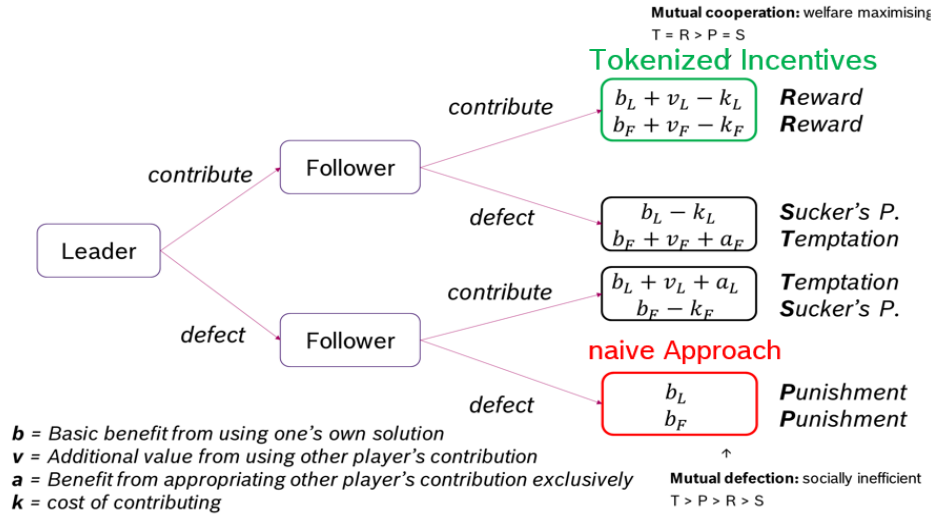 Mutual cooperation: welfare maximising
T = R > P = S
Tokenized Incentives
b_L + v_L − k_L
b_F + v_F − k_F
Reward
Reward
contribute
Follower
contribute
defect
b_L − k_L
b_F + v_F + a_F
Sucker's P.
Temptation
Leader
contribute
b_L + v_L + a_L
b_F − k_F
Temptation
Sucker's P.
defect
Follower
naive Approach
defect
b_L
b_F
Punishment
Punishment
b = Basic benefit from using one's own solution
v = Additional value from using other player's contribution
a = Benefit from appropriating other player's contribution exclusively
k = cost of contributing
Mutual defection: socially inefficient
T > P > R > S